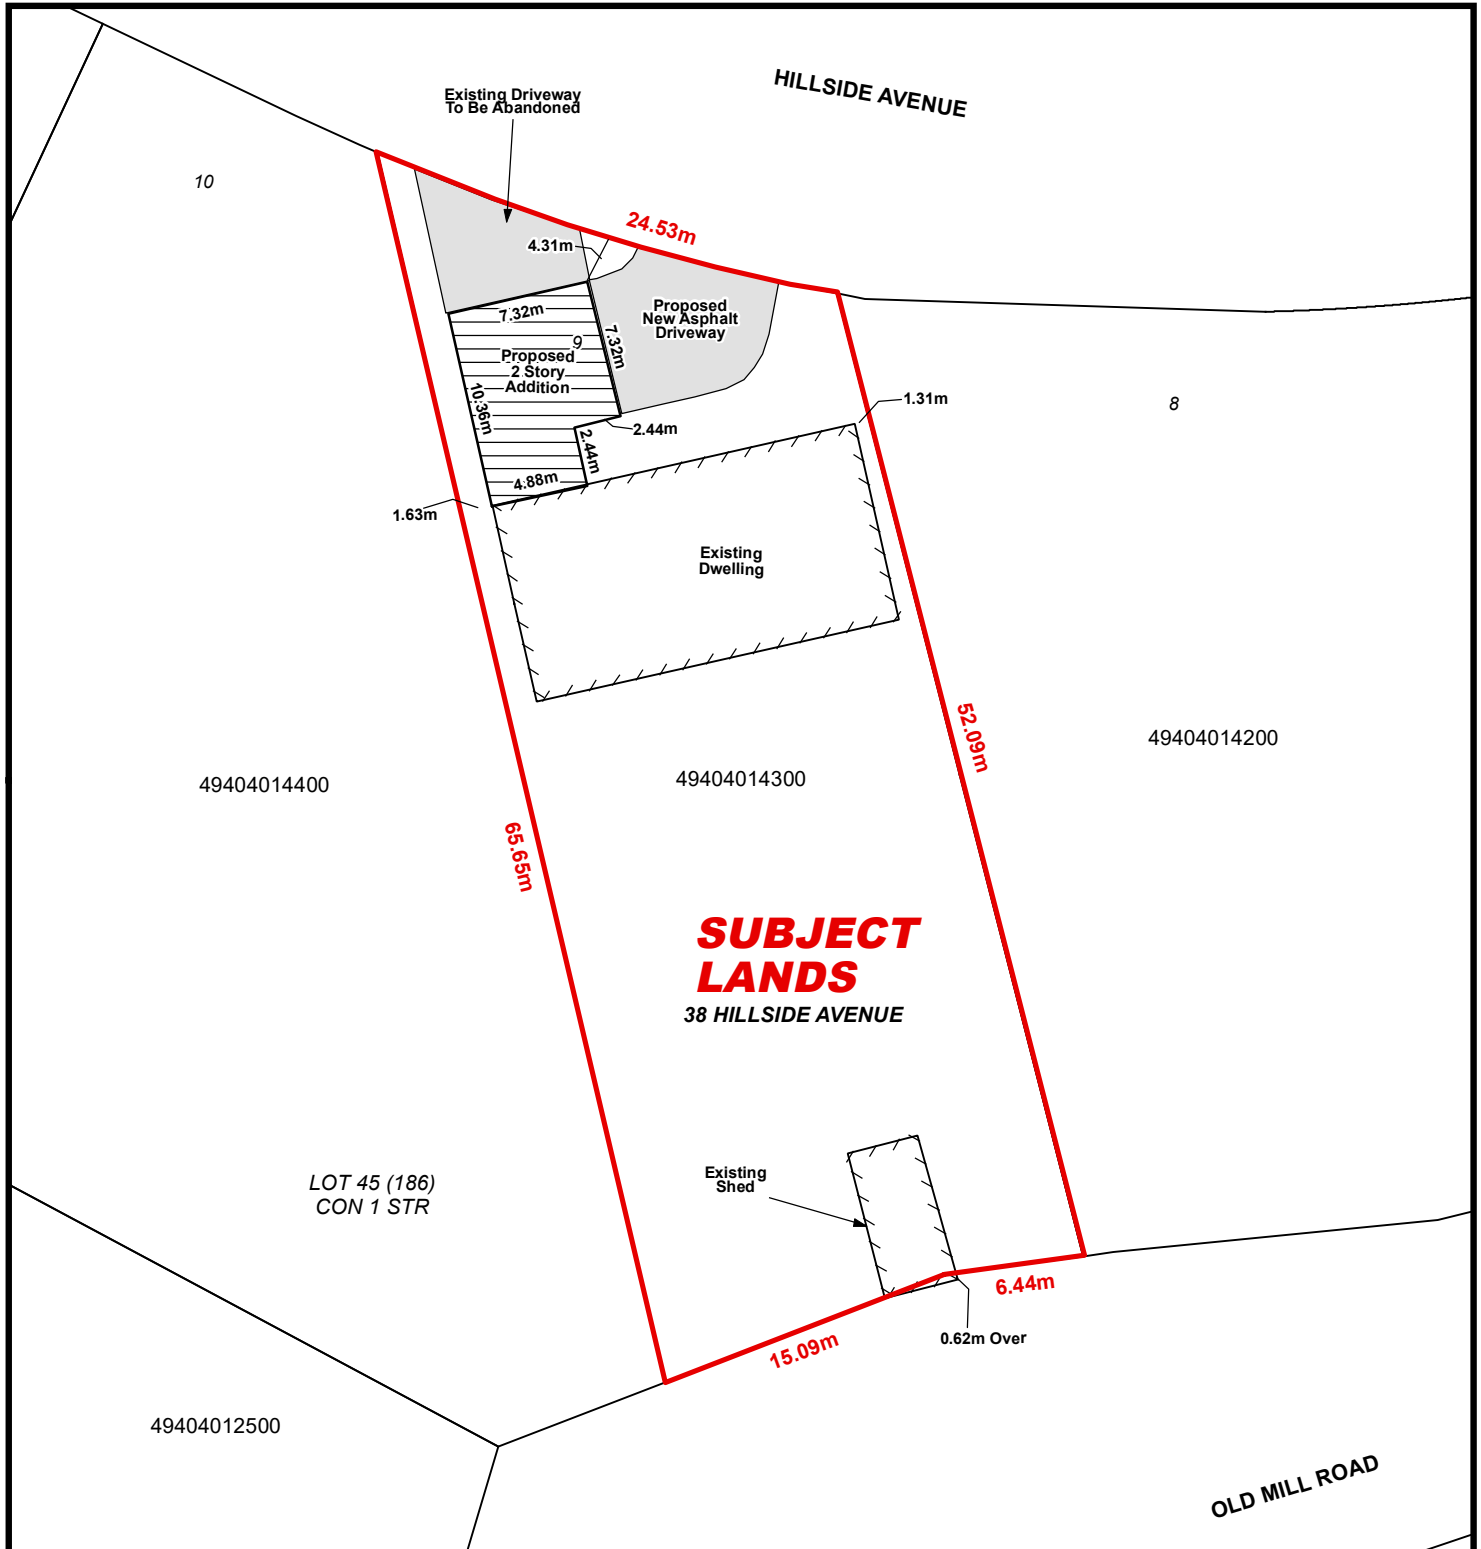 HILLSIDE AVENUE
Existing Driveway
To Be Abandoned
10
24.53m
4.31m
7.32m
9
7.32m
Proposed
New Asphalt
Driveway
Proposed
2 Story
Addition
10.36m
2.44m
2.44m
4.88m
1.31m
8
1.63m
Existing
Dwelling
52.09m
49404014200
49404014400
49404014300
65.65m
SUBJECT
LANDS
38 HILLSIDE AVENUE
LOT 45 (186)
CON 1 STR
Existing
Shed
6.44m
0.62m Over
15.09m
49404012500
OLD MILL ROAD